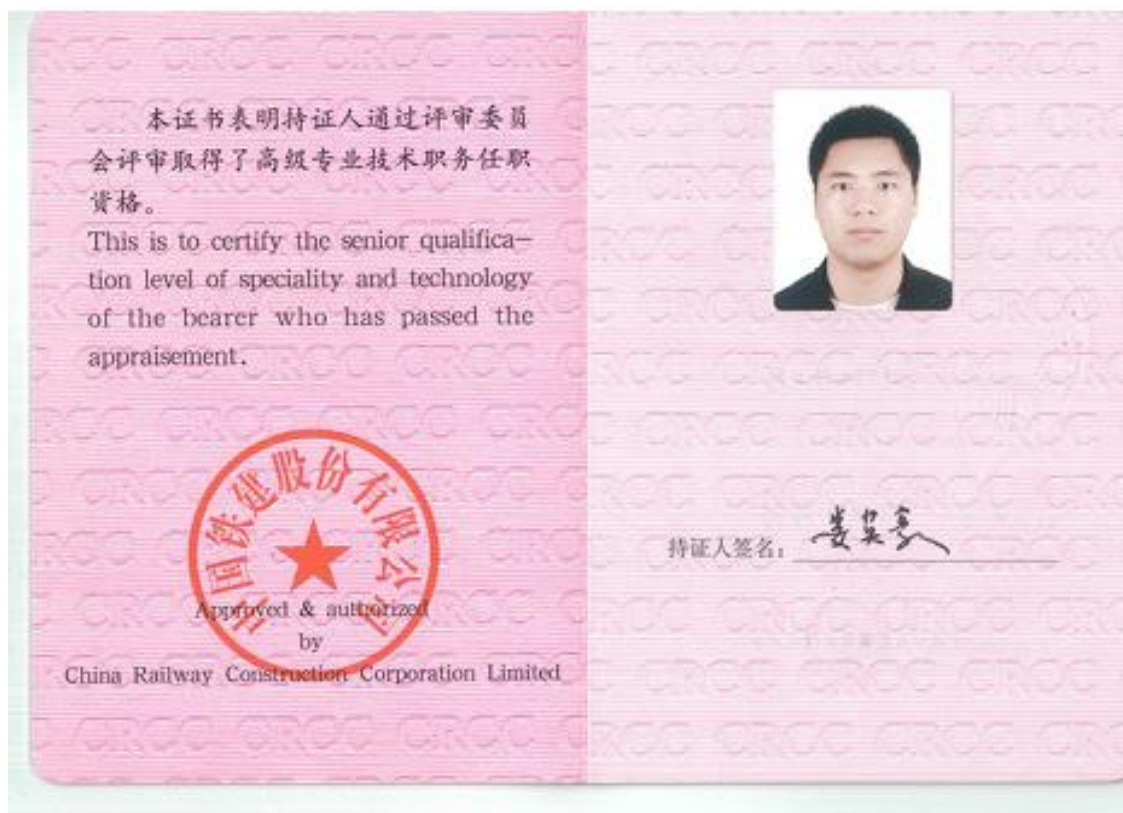 本证书表明持证人通过评审委员
会评审取得了高级专业技术职务任职
资格。
This is to certify the senior qualifica-
tion level of speciality and technology
of the bearer who has passed the
appraisement.
中国铁建股份有限公司
Approved & authorized
by
China Railway Construction Corporation Limited
持证人签名：
CRCC